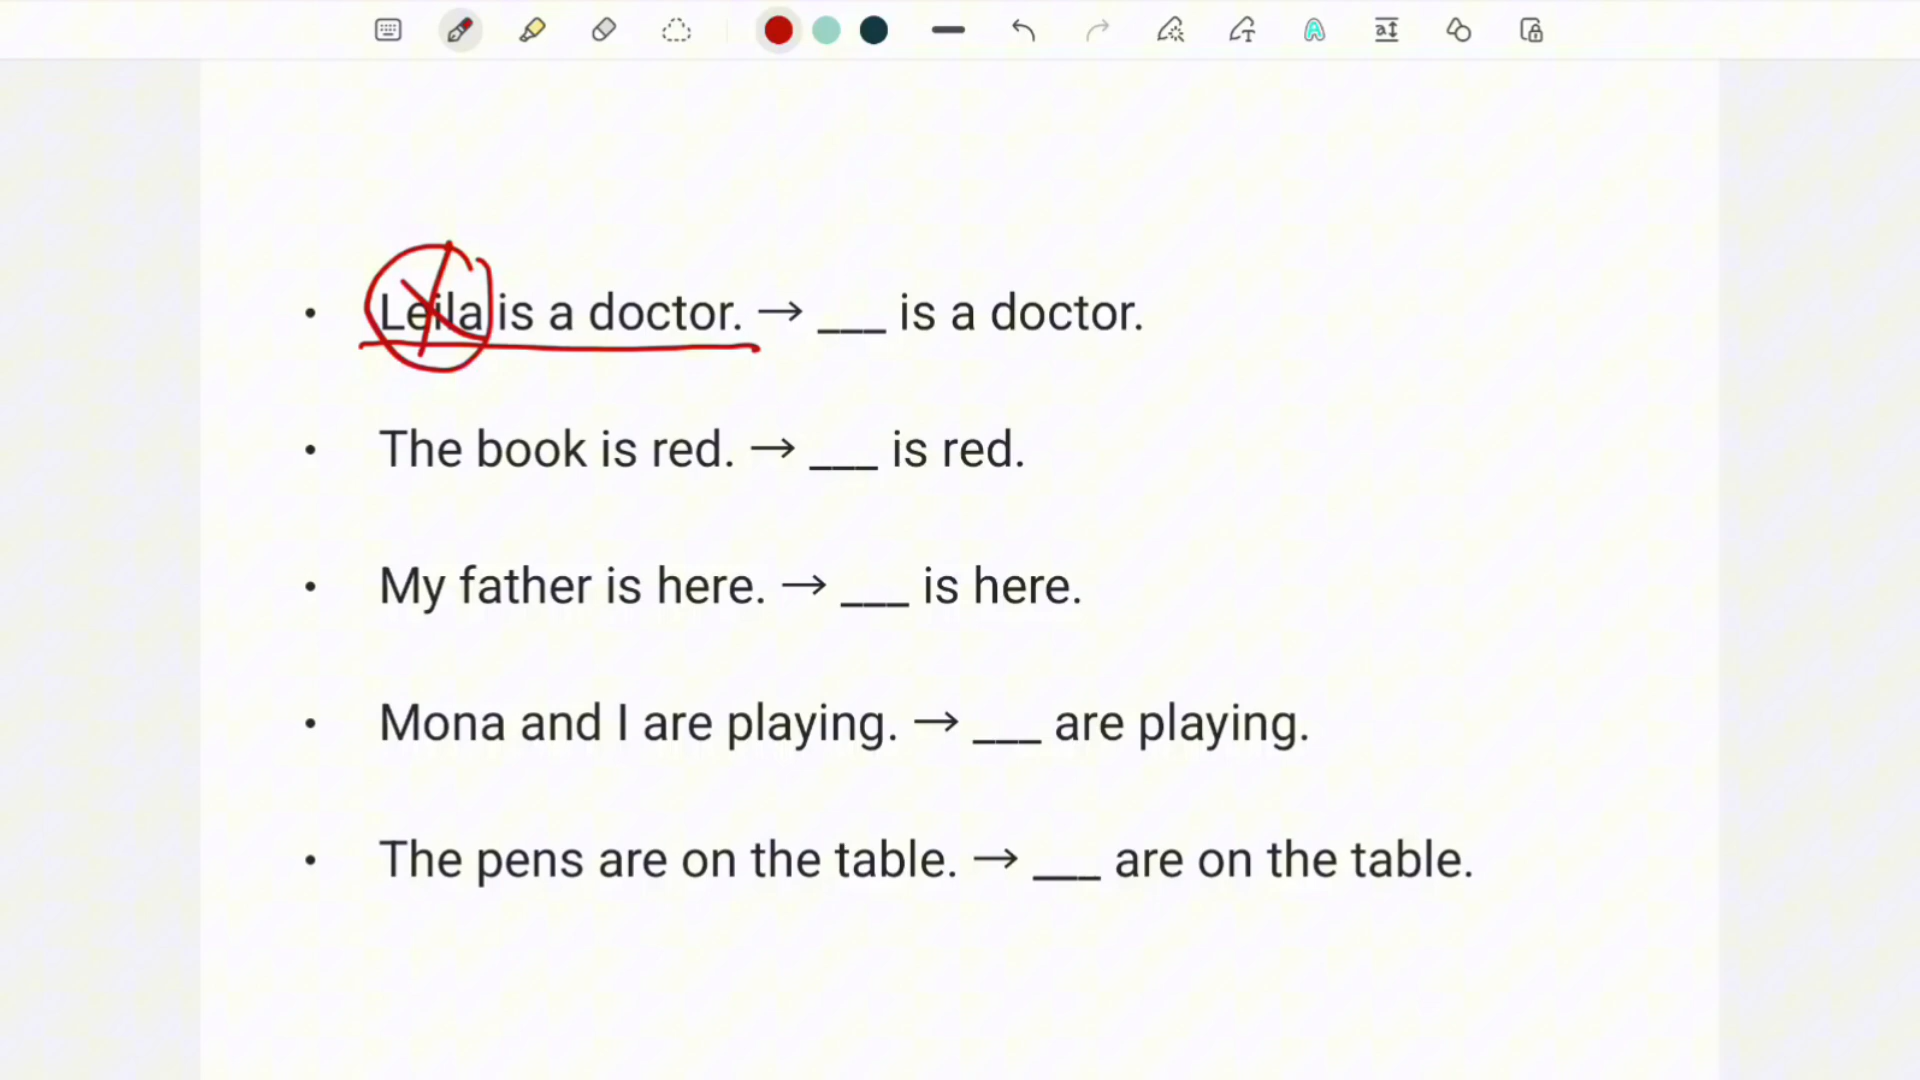 • Leila is a doctor. → ___ is a doctor.
• The book is red. → ___ is red.
• My father is here. → ___ is here.
• Mona and I are playing. → ___ are playing.
• The pens are on the table. → ___ are on the table.